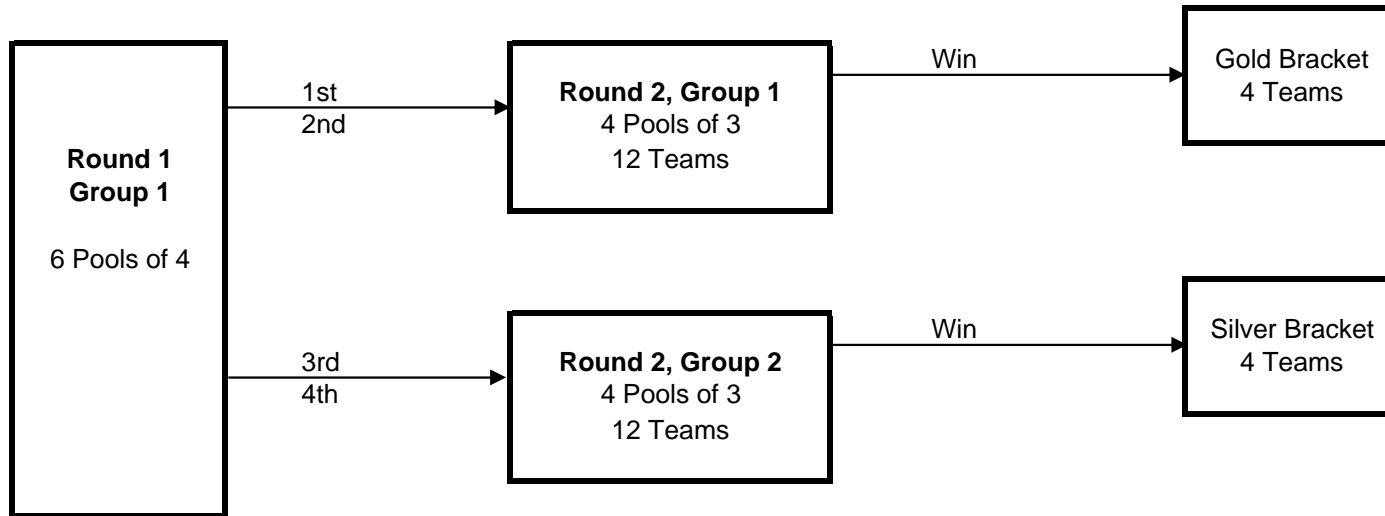 Round 1
Group 1
6 Pools of 4
1st
2nd
3rd
4th
Round 2, Group 1
4 Pools of 3
12 Teams
Round 2, Group 2
4 Pools of 3
12 Teams
Win
Win
Gold Bracket
4 Teams
Silver Bracket
4 Teams